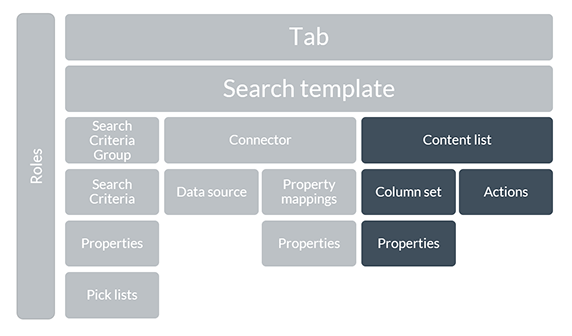 Roles
Tab
Search template
Search
Criteria
Group
Connector
Content list
Search
Criteria
Data source
Property
mappings
Column set
Actions
Properties
Properties
Properties
Pick lists